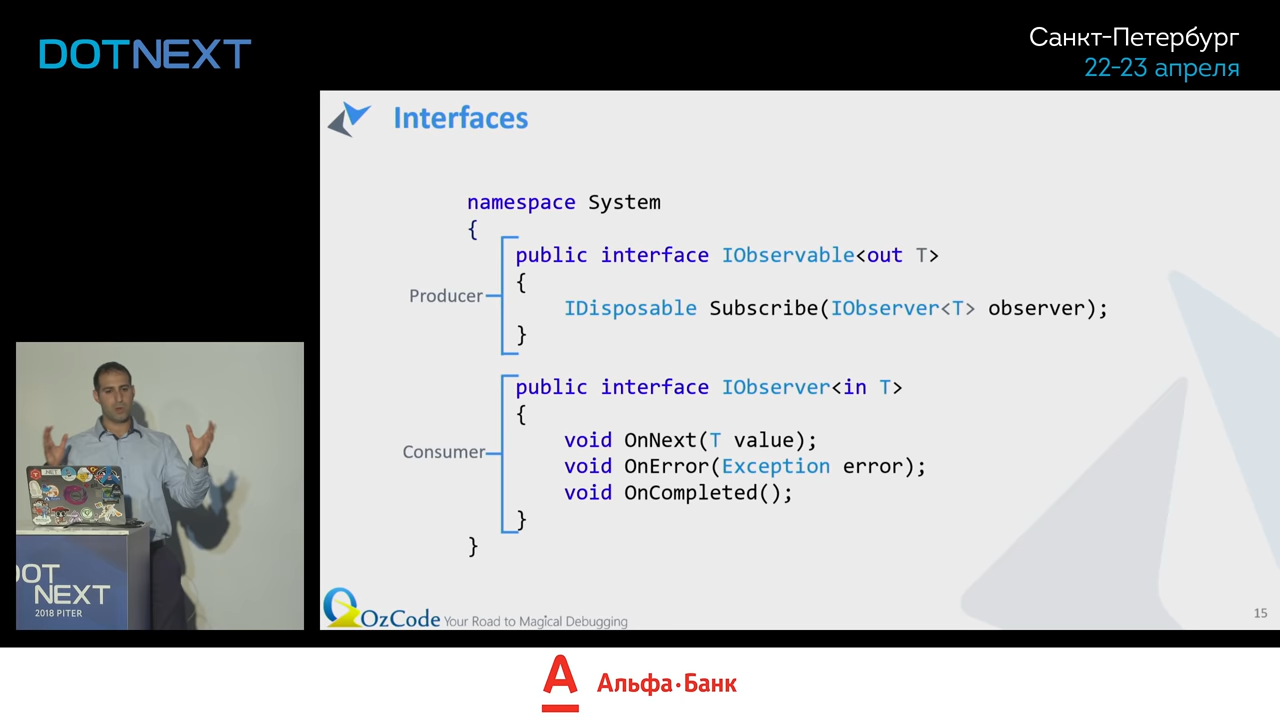 DOTNEXT
Санкт-Петербург
22-23 апреля
Interfaces
namespace System
{
public interface IObservable<out T>
{
IDisposable Subscribe(IObserver<T> observer);
}
Producer
public interface IObserver<in T>
{
void OnNext(T value);
void OnError(Exception error);
void OnCompleted();
}
Consumer
}
OzCode Your Road to Magical Debugging
15
.NET
DOT
NEXT
2018 PITER
Альфа·Банк